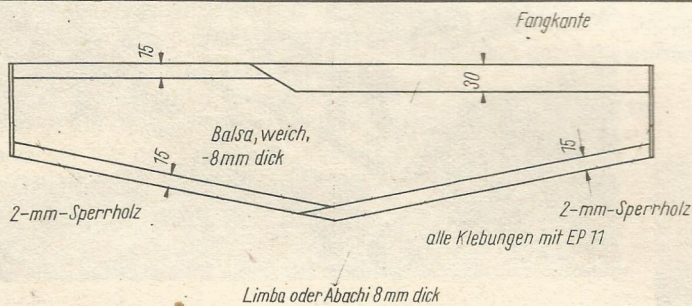 Fangkante
15
30
Balsa, weich,
-8mm dick
15
15
2-mm-Sperrholz
2-mm-Sperrholz
alle Klebungen mit EP 11
Limba oder Abachi 8 mm dick